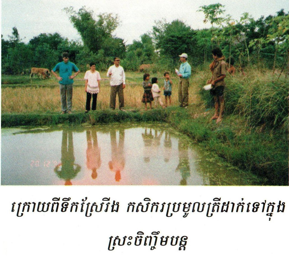 ក្រោយពីទឹកស្រែរីង កសិករប្រមូលត្រីដាក់ទៅក្នុង
ស្រះចិញ្ចឹមបន្ត